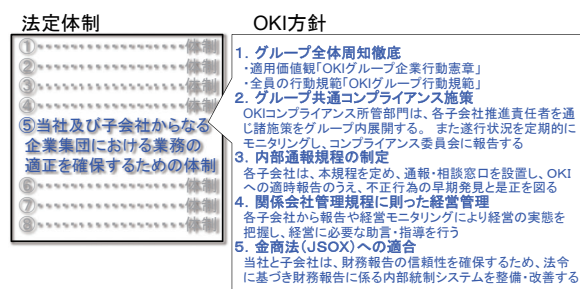 法定体制
①・・・・・・・・・・・・・・・・・・体制
②・・・・・・・・・・・・・・・・・・体制
③・・・・・・・・・・・・・・・・・・体制
④・・・・・・・・・・・・・・・・・・体制
⑤当社及び子会社からなる
企業集団における業務の
適正を確保するための体制
⑥・・・・・・・・・・・・・・・・・・体制
⑦・・・・・・・・・・・・・・・・・・体制
⑧・・・・・・・・・・・・・・・・・・体制
OKI方針
1. グループ全体周知徹底
・適用価値観「OKIグループ企業行動憲章」
・全員の行動規範「OKIグループ行動規範」
2. グループ共通コンプライアンス施策
OKIコンプライアンス所管部門は、各子会社推進責任者を通
じ諸施策をグループ内展開する。 また遂行状況を定期的に
モニタリングし、コンプライアンス委員会に報告する
3. 内部通報規程の制定
各子会社は、本規程を定め、通報・相談窓口を設置し、OKI
への適時報告のうえ、不正行為の早期発見と是正を図る
4. 関係会社管理規程に則った経営管理
各子会社から報告や経営モニタリングにより経営の実態を
把握し、経営に必要な助言・指導を行う
5. 金商法(JSOX)への適合
当社と子会社は、財務報告の信頼性を確保するため、法令
に基づき財務報告に係る内部統制システムを整備・改善する